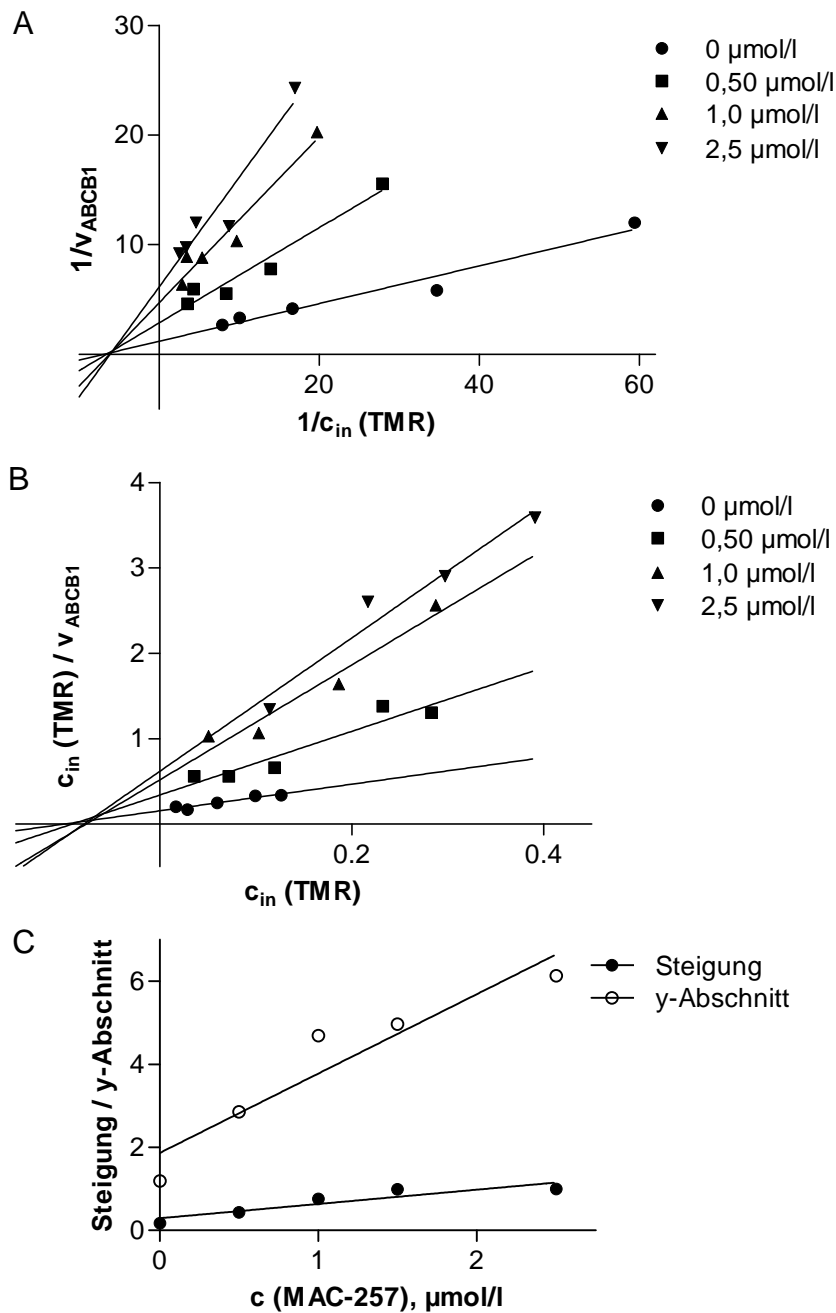 A
30
20
10
1/vABCB1
20
40
60
1/cin (TMR)
0 µmol/l
0,50 µmol/l
1,0 µmol/l
2,5 µmol/l
B
4
3
2
1
cin (TMR) / vABCB1
0.2
0.4
cin (TMR)
0 µmol/l
0,50 µmol/l
1,0 µmol/l
2,5 µmol/l
C
6
4
2
0
Steigung / y-Abschnitt
0
1
2
c (MAC-257), µmol/l
Steigung
y-Abschnitt